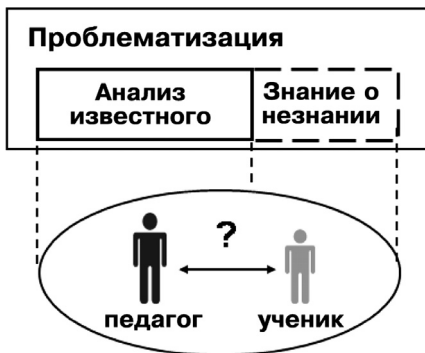 Проблематизация
Анализ
известного
Знание о
незнании
?
педагог
ученик